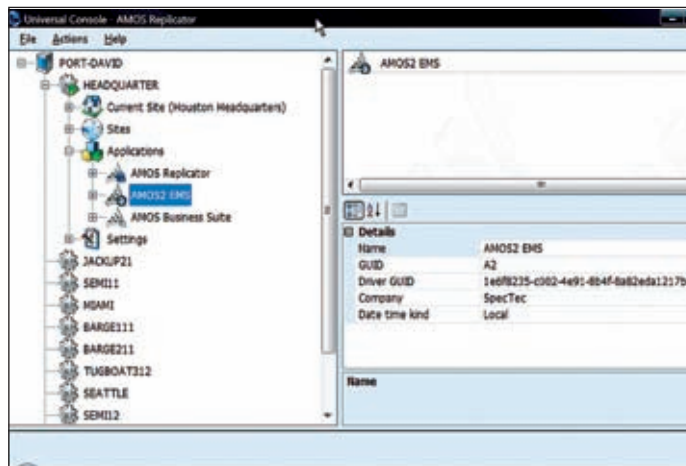 Universal Console - AMOS Replicator
File Actions Help
PORT-DAVID
HEADQUARTER
Current Site (Houston Headquarters)
Sites
Applications
AMOS Replicator
AMOS2 EMS
AMOS Business Suite
Settings
JACKUP21
SEMI11
MIAMI
BARGE111
BARGE211
TUGBOAT312
SEATTLE
SEMI12
AMOS2 EMS
Details
Name AMOS2 EMS
GUID A2
Driver GUID
Company SpecTec
Date time kind Local
Name